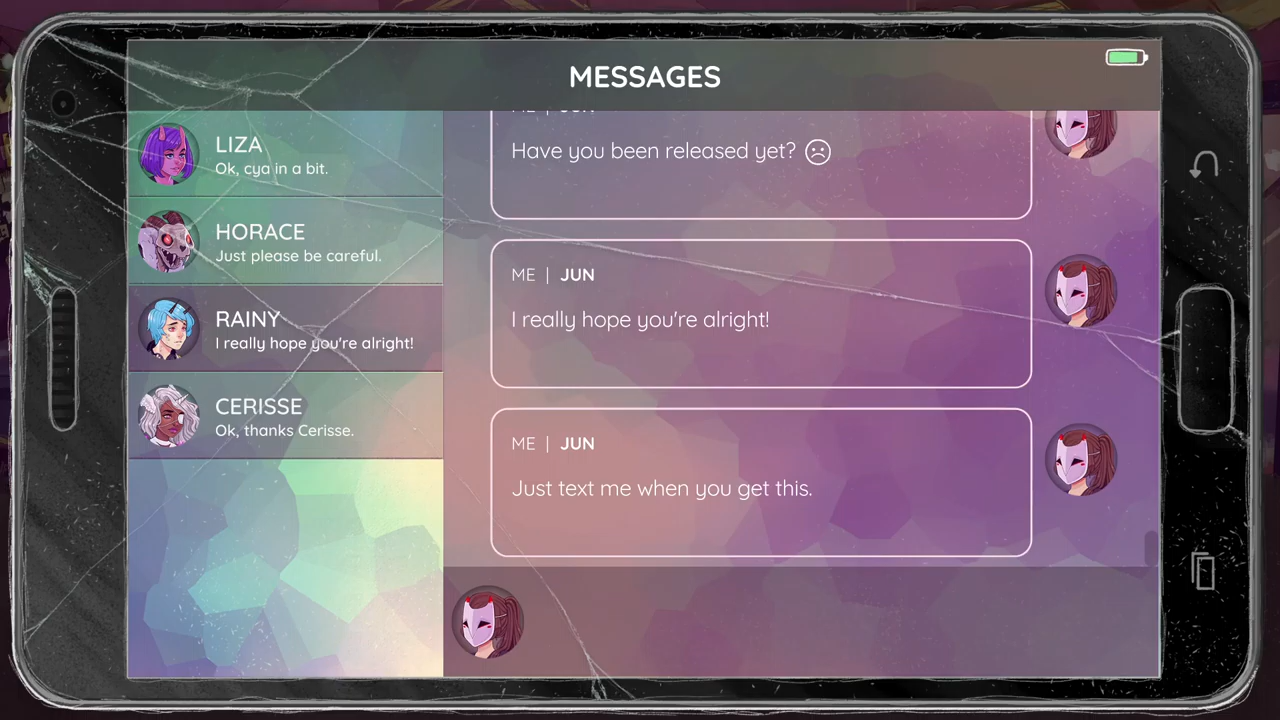 MESSAGES
LIZA
Ok, cya in a bit.
HORACE
Just please be careful.
RAINY
I really hope you're alright!
CERISSE
Ok, thanks Cerisse.
ME | JUN
Have you been released yet? ☹
ME | JUN
I really hope you're alright!
ME | JUN
Just text me when you get this.